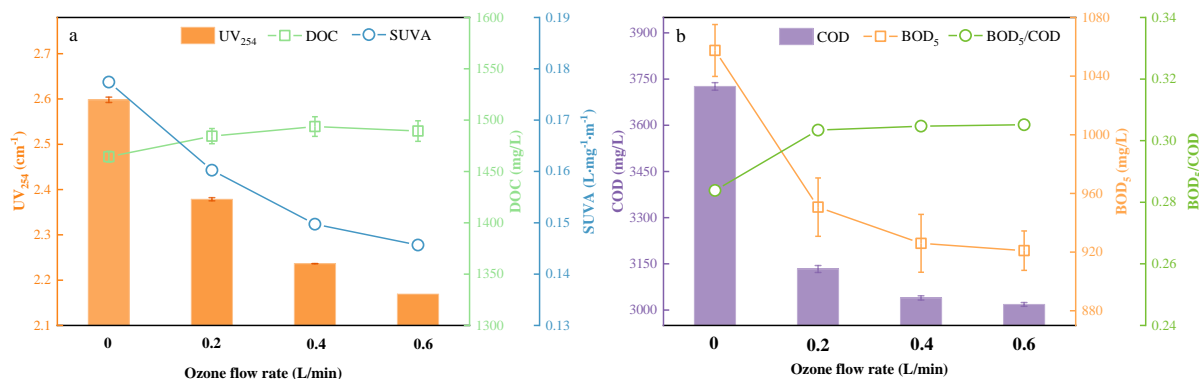 a
UV254 DOC SUVA
UV254 (cm-1)
2.7
2.6
2.5
2.4
2.3
2.2
2.1
0 0.2 0.4 0.6
Ozone flow rate (L/min)
1600
1550
1500
1450
1400
1350
1300
DOC (mg/L)
0.19
0.18
0.17
0.16
0.15
0.14
0.13
SUVA (L·mg-1·m-1)
b
COD BOD5 BOD5/COD
COD (mg/L)
3900
3750
3600
3450
3300
3150
3000
0 0.2 0.4 0.6
Ozone flow rate (L/min)
1080
1040
1000
960
920
880
BOD5 (mg/L)
0.34
0.32
0.30
0.28
0.26
0.24
BOD5/COD